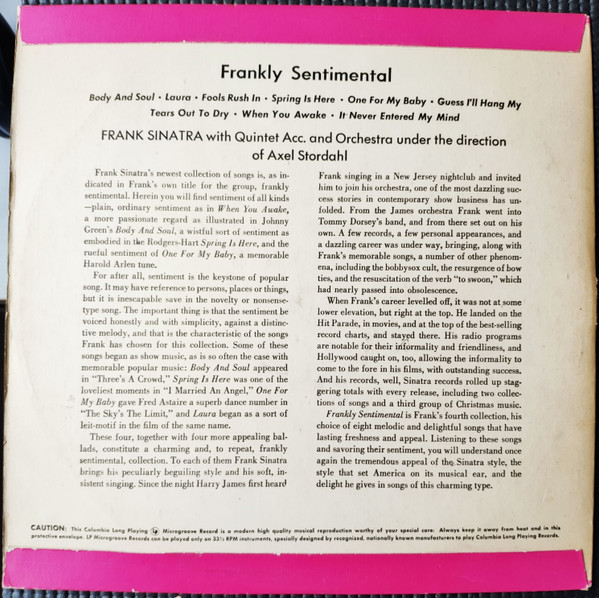 Frankly Sentimental
Body And Soul • Laura • Fools Rush In • Spring Is Here • One For My Baby • Guess I'll Hang My
Tears Out To Dry • When You Awake • It Never Entered My Mind
FRANK SINATRA with Quintet Acc. and Orchestra under the direction
of Axel Stordahl
Frank Sinatra's newest collection of songs is, as in-
dicated in Frank's own title for the group, frankly
sentimental. Herein you will find sentiment of all kinds
—plain, ordinary sentiment as in When You Awake,
a more passionate regard as illustrated in Johnny
Green's Body And Soul, a wistful sort of sentiment as
embodied in the Rodgers-Hart Spring Is Here, and the
rueful sentiment of One For My Baby, a memorable
Harold Arlen tune.
For after all, sentiment is the keystone of popular
song. It may have reference to persons, places or things,
but it is inescapable save in the novelty or nonsense-
type song. The important thing is that the sentiment be
voiced honestly and with simplicity, against a distinc-
tive melody, and that is the characteristic of the songs
Frank has chosen for this collection. Some of these
songs began as show music, as is so often the case with
memorable popular music: Body And Soul appeared
in "Three's A Crowd," Spring Is Here was one of the
loveliest moments in "I Married An Angel," One For
My Baby gave Fred Astaire a superb dance number in
"The Sky's The Limit," and Laura began as a sort of
leit-motif in the film of the same name.
These four, together with four more appealing bal-
lads, constitute a charming and, to repeat, frankly
sentimental, collection. To each of them Frank Sinatra
brings his peculiarly beguiling style and his soft, in-
sistent singing. Since the night Harry James first heard
Frank singing in a New Jersey nightclub and invited
him to join his orchestra, one of the most dazzling suc-
cess stories in contemporary show business has un-
folded. From the James orchestra Frank went into
Tommy Dorsey's band, and from there set out on his
own. A few records, a few personal appearances, and
a dazzling career was under way, bringing, along with
Frank's memorable songs, a number of other phenom-
ena, including the bobbysox cult, the resurgence of bow
ties, and the resuscitation of the verb "to swoon," which
had nearly passed into obsolescence.
When Frank's career levelled off, it was not at some
lower elevation, but right at the top. He landed on the
Hit Parade, in movies, and at the top of the best-selling
record charts, and stayed there. His radio programs
are notable for their informality and friendliness, and
Hollywood caught on, too, allowing the informality to
come to the fore in his films, with outstanding success.
And his records, well, Sinatra records rolled up stag-
gering totals with every release, including two collec-
tions of songs and a third group of Christmas music.
Frankly Sentimental is Frank's fourth collection, his
choice of eight melodic and delightful songs that have
lasting freshness and appeal. Listening to these songs
and savoring their sentiment, you will understand once
again the tremendous appeal of the Sinatra style, the
style that set America on its musical ear, and the
delight he gives in songs of this charming type.
CAUTION: This Columbia Long Playing LP Microgroove Record is a modern high quality musical reproduction worthy of your special care. Always keep it away from heat and in this
protective envelope. LP Microgroove Records can be played only on 33⅓ RPM instruments, specially designed by recognized, nationally known manufacturers to play Columbia Long Playing Records.